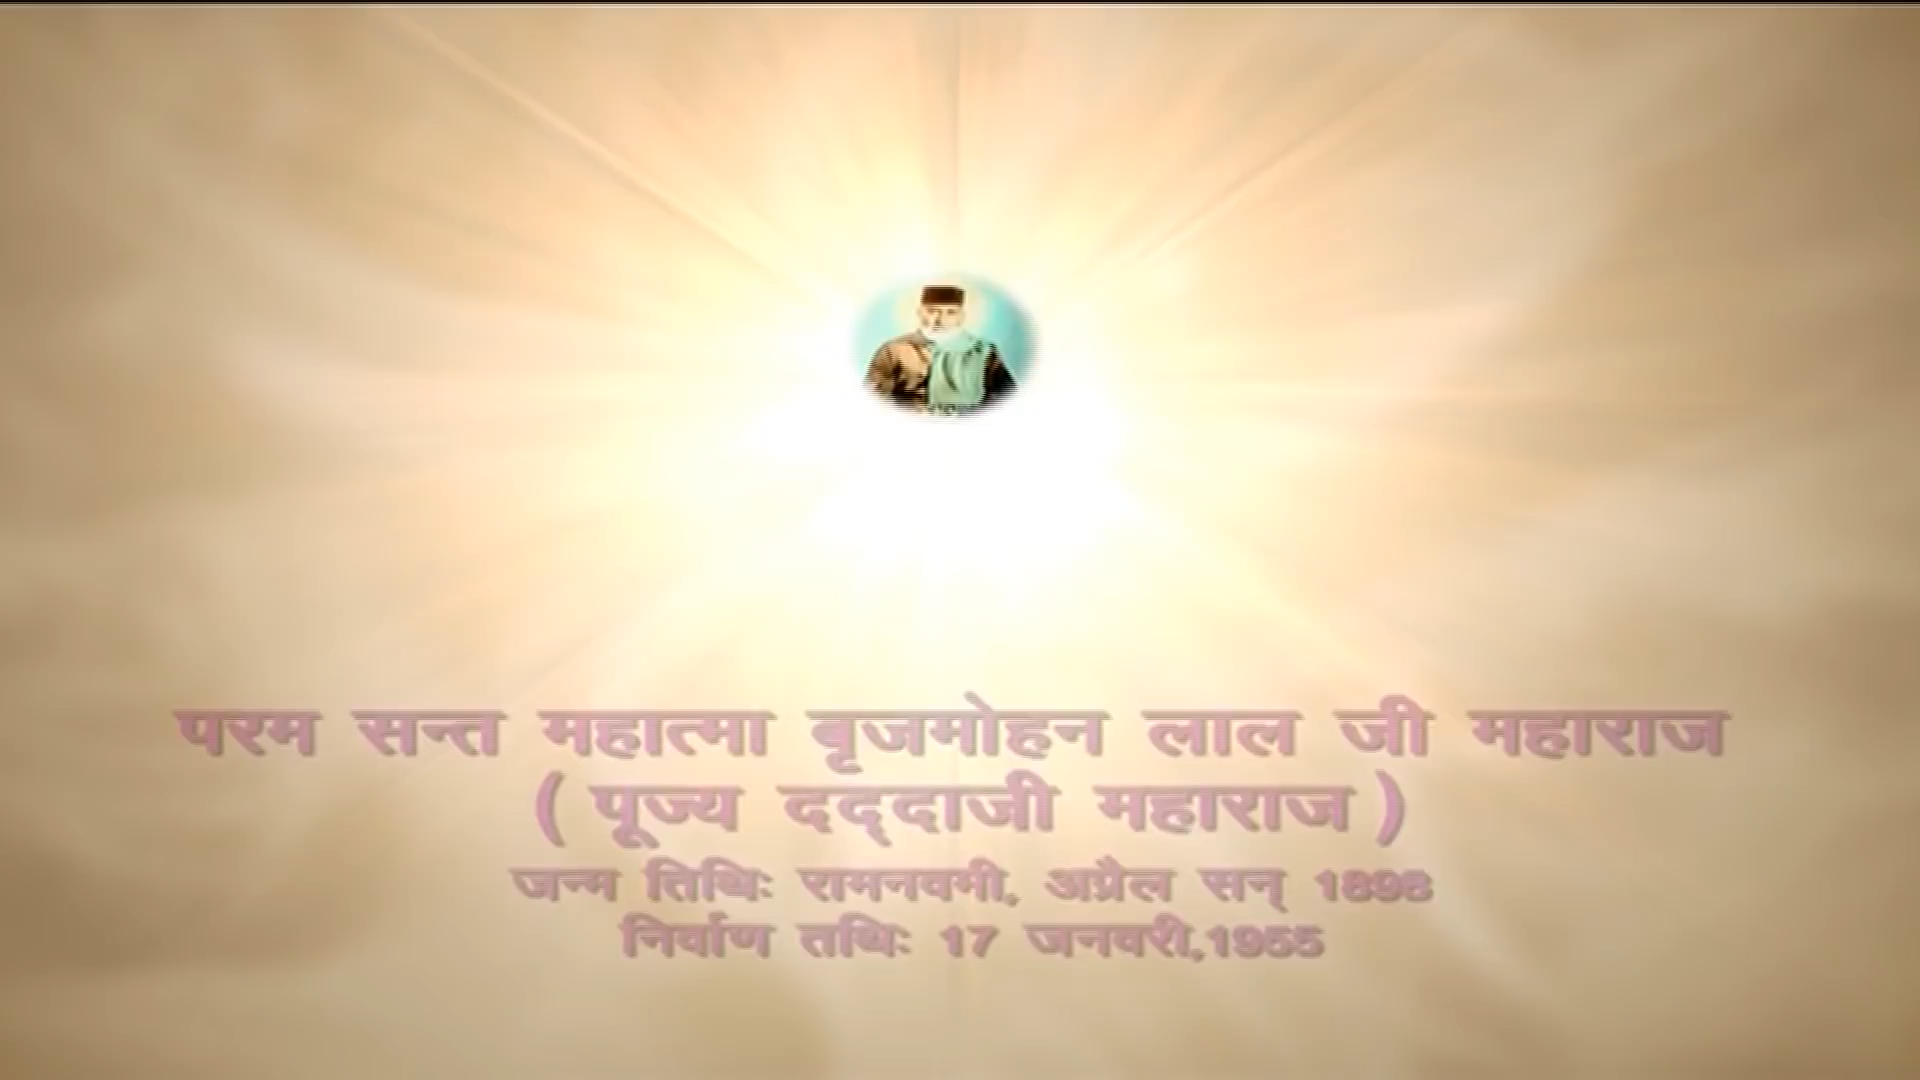 परम सन्त महात्मा बृजमोहन लाल जी महाराज
( पूज्य दद्दाजी महाराज )
जन्म तिथिः रामनवमी, अप्रैल सन् 1898
निर्वाण तथिः 17 जनवरी,1955